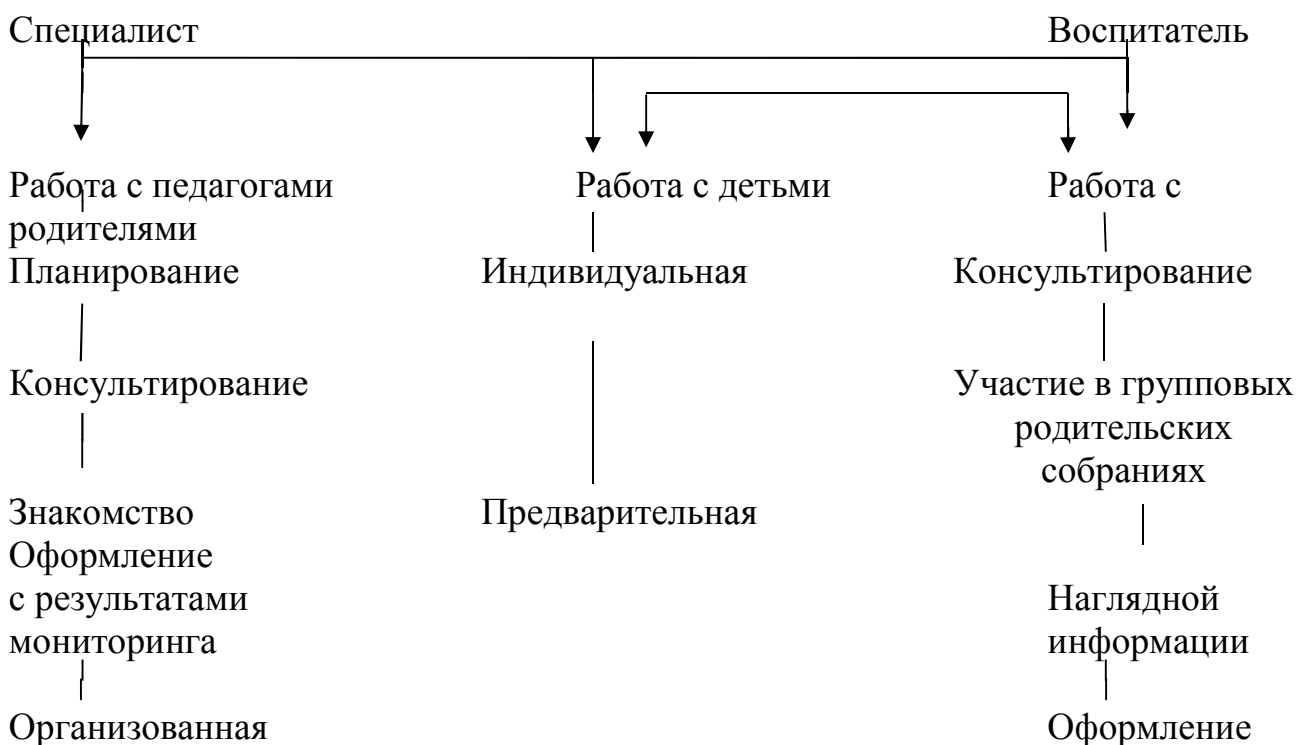 Специалист Воспитатель
Работа с педагогами Работа с детьми Работа с
родителями
Планирование Индивидуальная Консультирование
Консультирование Участие в групповых
родительских
собраниях
Знакомство Предварительная
Оформление
с результатами Наглядной
мониторинга информации
Организованная Оформление